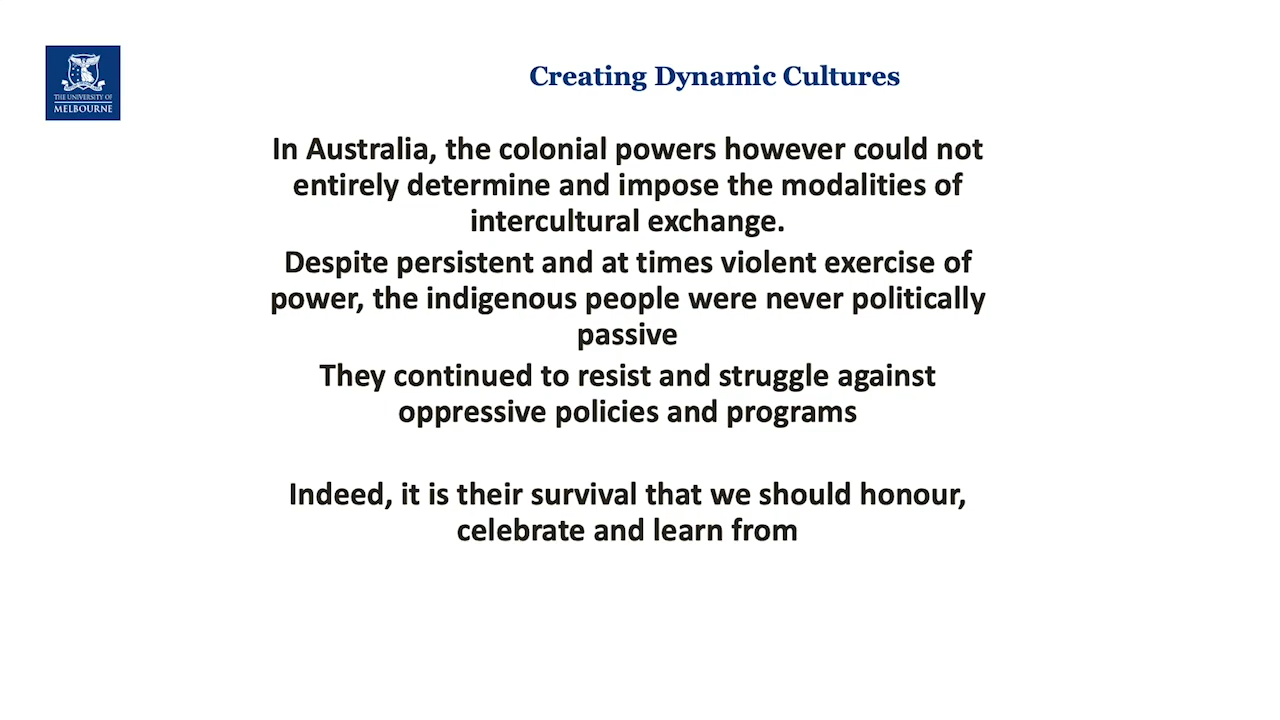 THE UNIVERSITY OF
MELBOURNE
Creating Dynamic Cultures
In Australia, the colonial powers however could not
entirely determine and impose the modalities of
intercultural exchange.
Despite persistent and at times violent exercise of
power, the indigenous people were never politically
passive
They continued to resist and struggle against
oppressive policies and programs
Indeed, it is their survival that we should honour,
celebrate and learn from